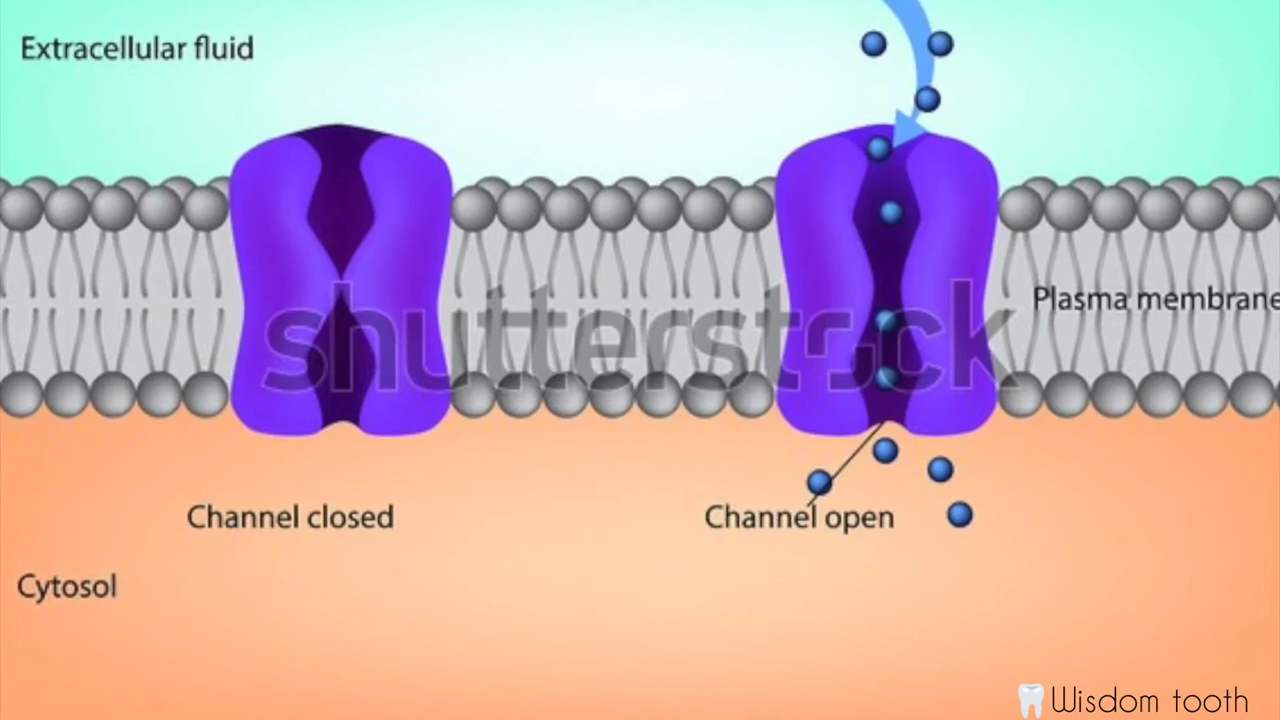 Extracellular fluid
Plasma membrane
shutterstock
Channel closed
Channel open
Cytosol
Wisdom tooth